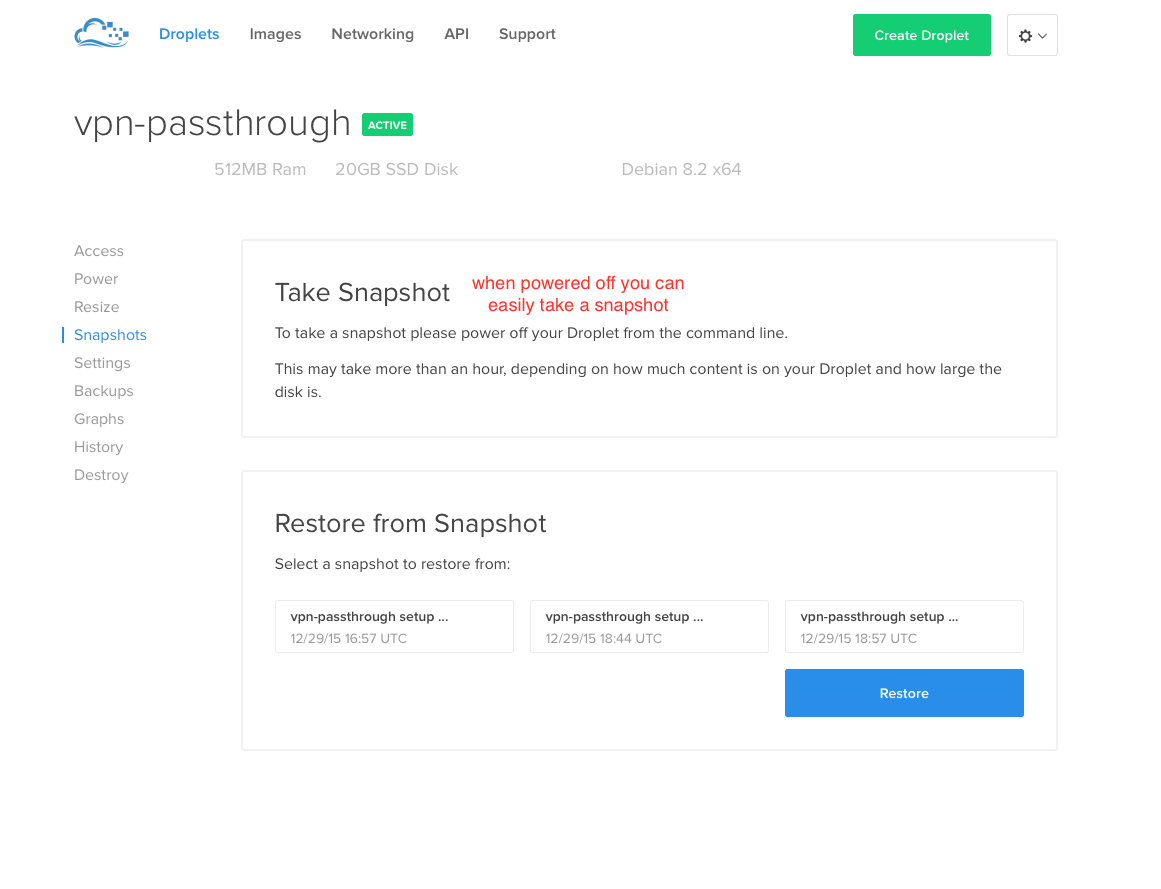 Droplets Images Networking API Support Create Droplet
vpn-passthrough ACTIVE
512MB Ram 20GB SSD Disk Debian 8.2 x64
Access
Power
Resize
Snapshots
Settings
Backups
Graphs
History
Destroy
Take Snapshot
when powered off you can
easily take a snapshot
To take a snapshot please power off your Droplet from the command line.
This may take more than an hour, depending on how much content is on your Droplet and how large the
disk is.
Restore from Snapshot
Select a snapshot to restore from:
vpn-passthrough setup ... vpn-passthrough setup ... vpn-passthrough setup ...
12/29/15 16:57 UTC 12/29/15 18:44 UTC 12/29/15 18:57 UTC
Restore